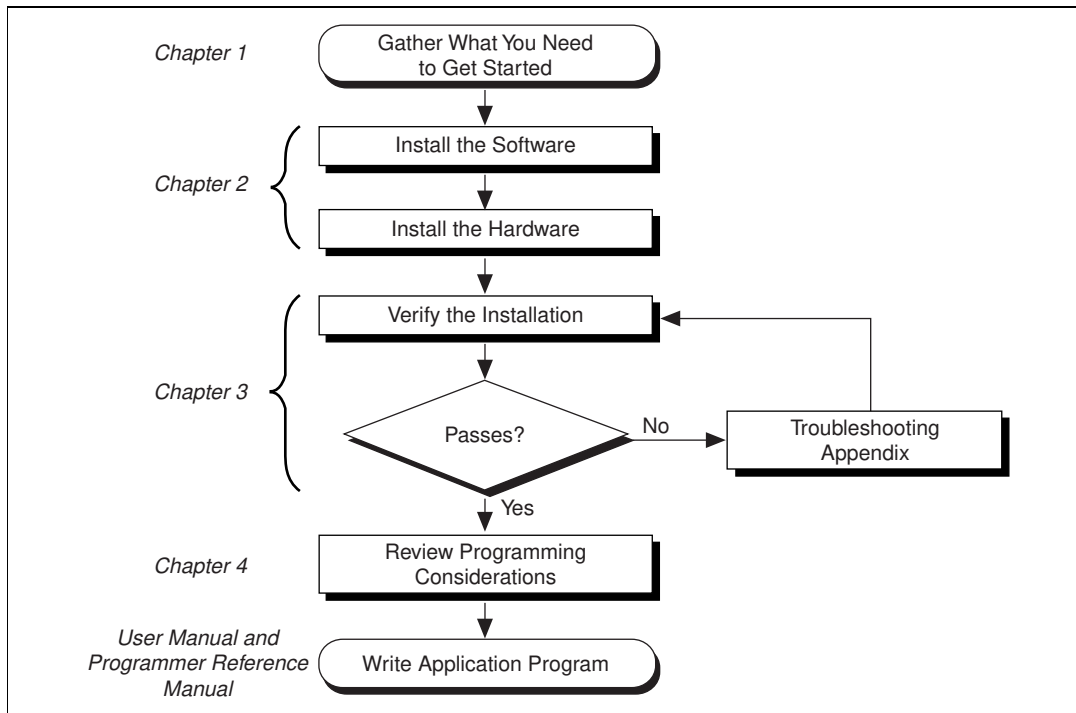 Chapter 1
Gather What You Need
to Get Started
Chapter 2
Install the Software
Install the Hardware
Chapter 3
Verify the Installation
Passes?
No
Troubleshooting
Appendix
Yes
Chapter 4
Review Programming
Considerations
User Manual and
Programmer Reference
Manual
Write Application Program